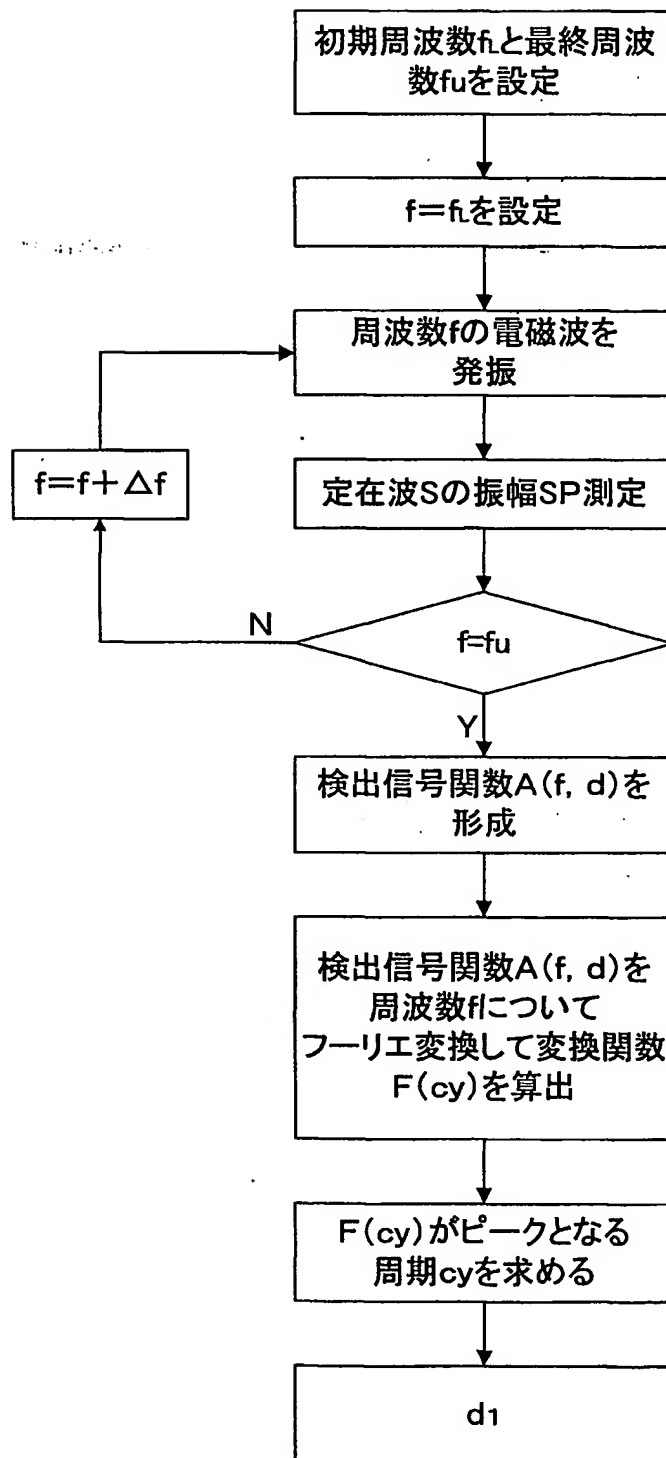 初期周波数fLと最終周波
数fuを設定
f=fLを設定
周波数fの電磁波を
発振
f=f+Δf
定在波Sの振幅SP測定
N
f=fu
Y
検出信号関数A(f, d)を
形成
検出信号関数A(f, d)を
周波数fについて
フーリエ変換して変換関数
F(cy)を算出
F(cy)がピークとなる
周期cyを求める
d1